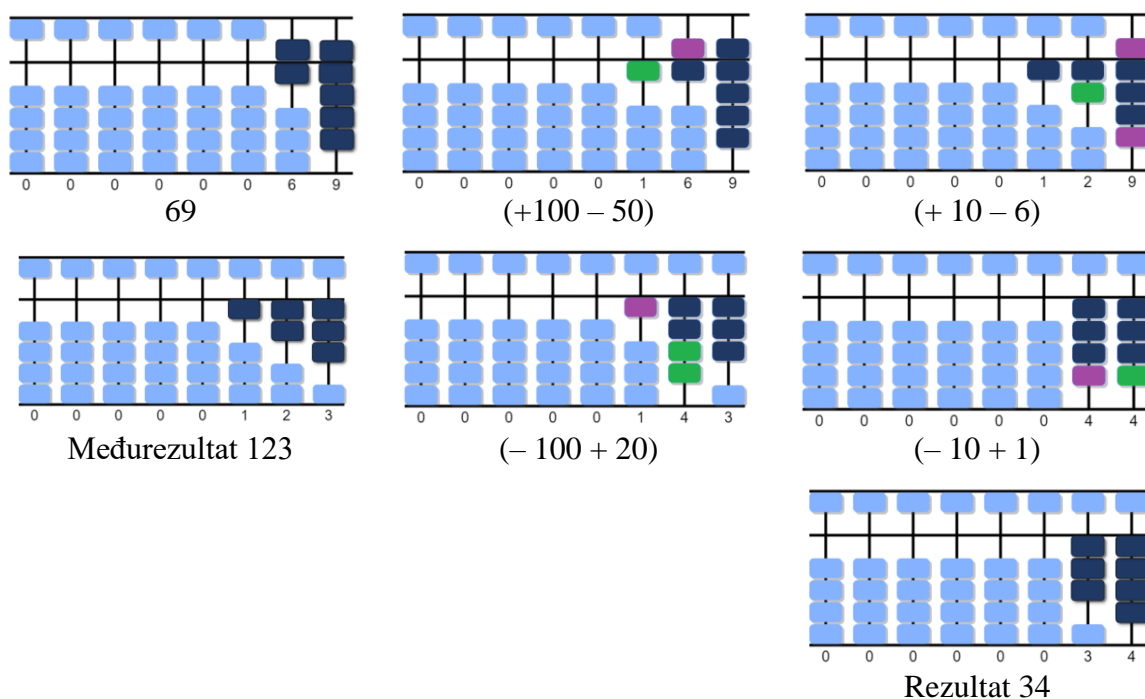 0 0 0 0 0 0 6 9
69
0 0 0 0 0 1 6 9
(+100 – 50)
0 0 0 0 0 1 2 9
(+ 10 – 6)
0 0 0 0 0 1 2 3
Međurezultat 123
0 0 0 0 0 1 4 3
(– 100 + 20)
0 0 0 0 0 0 4 4
(– 10 + 1)
0 0 0 0 0 0 3 4
Rezultat 34